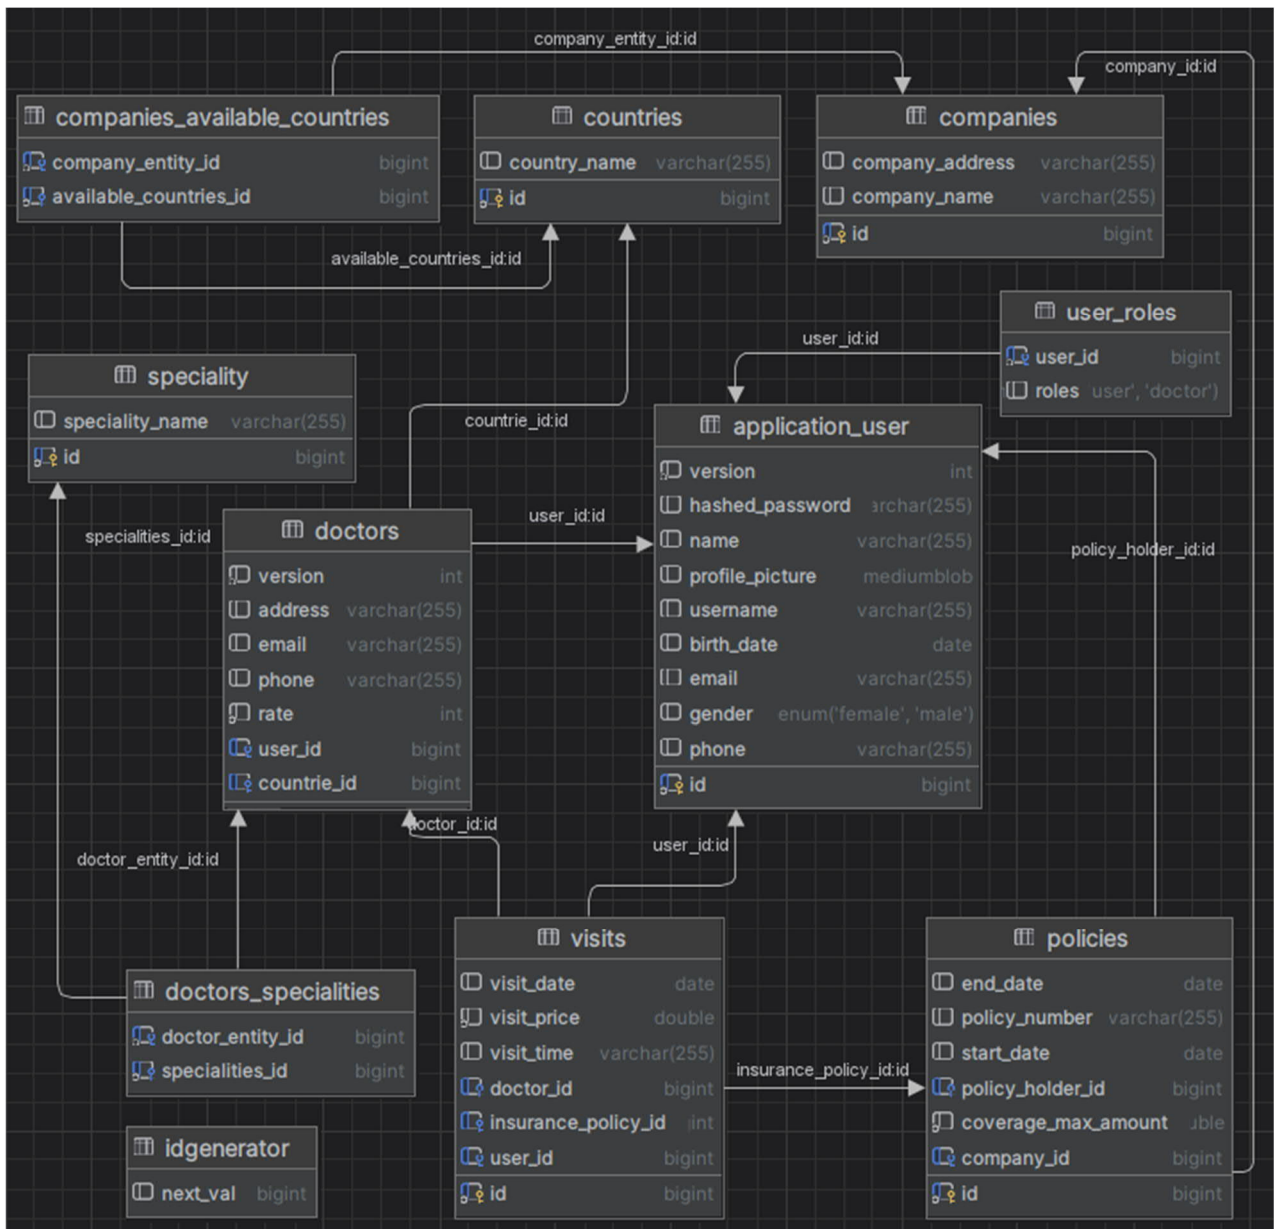 company_entity_id:id
company_id:id
companies_available_countries
company_entity_id bigint
available_countries_id bigint
countries
country_name varchar(255)
id bigint
companies
company_address varchar(255)
company_name varchar(255)
id bigint
available_countries_id:id
user_roles
user_id bigint
roles user', 'doctor')
user_id:id
speciality
speciality_name varchar(255)
id bigint
countrie_id:id
application_user
version int
hashed_password archar(255)
name varchar(255)
profile_picture mediumblob
username varchar(255)
birth_date date
email varchar(255)
gender enum('female', 'male')
phone varchar(255)
id bigint
specialities_id:id
doctors
version int
address varchar(255)
email varchar(255)
phone varchar(255)
rate int
user_id bigint
countrie_id bigint
user_id:id
policy_holder_id:id
doctor_id:id
user_id:id
doctor_entity_id:id
visits
visit_date date
visit_price double
visit_time varchar(255)
doctor_id bigint
insurance_policy_id int
user_id bigint
id bigint
insurance_policy_id:id
policies
end_date date
policy_number varchar(255)
start_date date
policy_holder_id bigint
coverage_max_amount uble
company_id bigint
id bigint
doctors_specialities
doctor_entity_id bigint
specialities_id bigint
idgenerator
next_val bigint